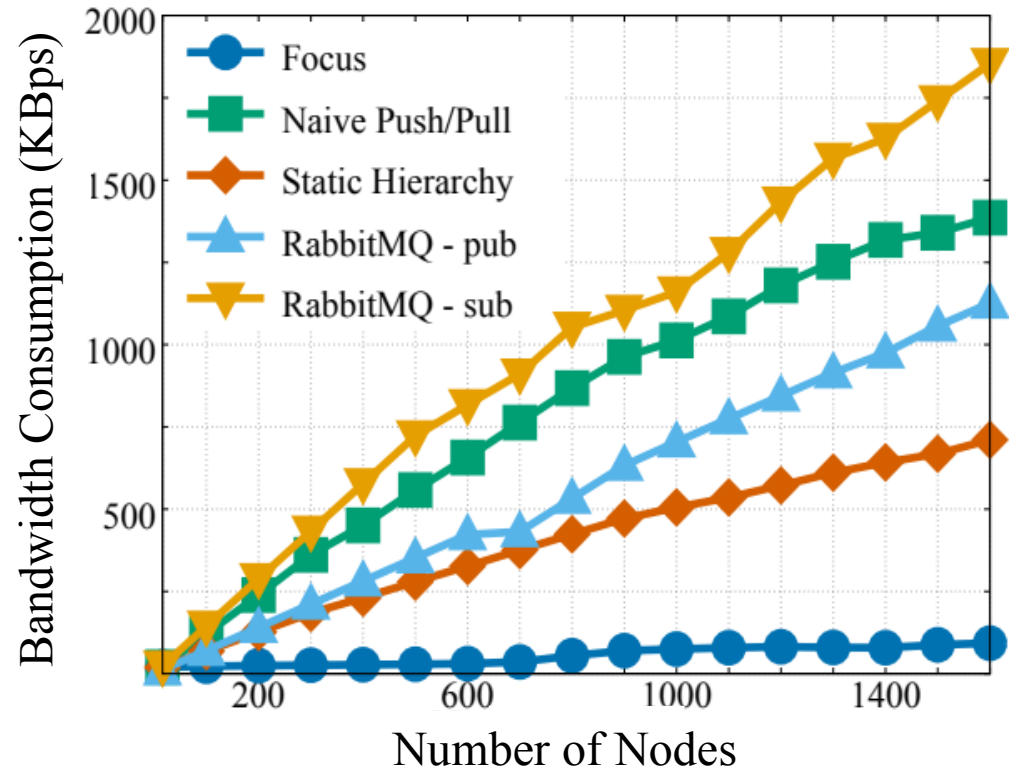 Bandwidth Consumption (KBps)
2000
1500
1000
500
Focus
Naive Push/Pull
Static Hierarchy
RabbitMQ - pub
RabbitMQ - sub
200
600
1000
1400
Number of Nodes